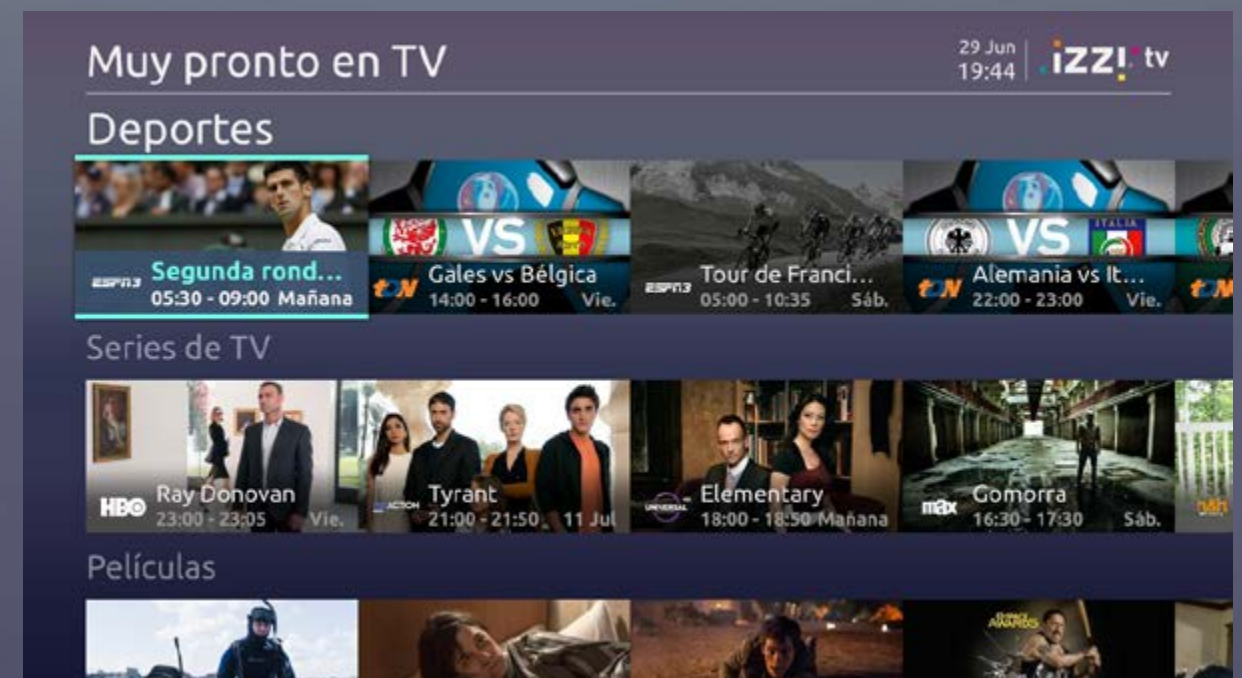 Muy pronto en TV
29 Jun
19:44
izzi tv
Deportes
VS
ITALIA
VS
ESPN3
Segunda rond...
05:30 - 09:00 Mañana
tdN
Gales vs Bélgica
14:00 - 16:00 Vie.
ESPN3
Tour de Franci...
05:00 - 10:35 Sáb.
tdN
Alemania vs It...
22:00 - 23:00 Vie.
Series de TV
HBO
Ray Donovan
23:00 - 23:05 Vie.
ACTION
Tyrant
21:00 - 21:50 11 Jul
UNIVERSAL
Elementary
18:00 - 18:50 Mañana
max
Gomorra
16:30 - 17:30 Sáb.
Películas
AWARDS